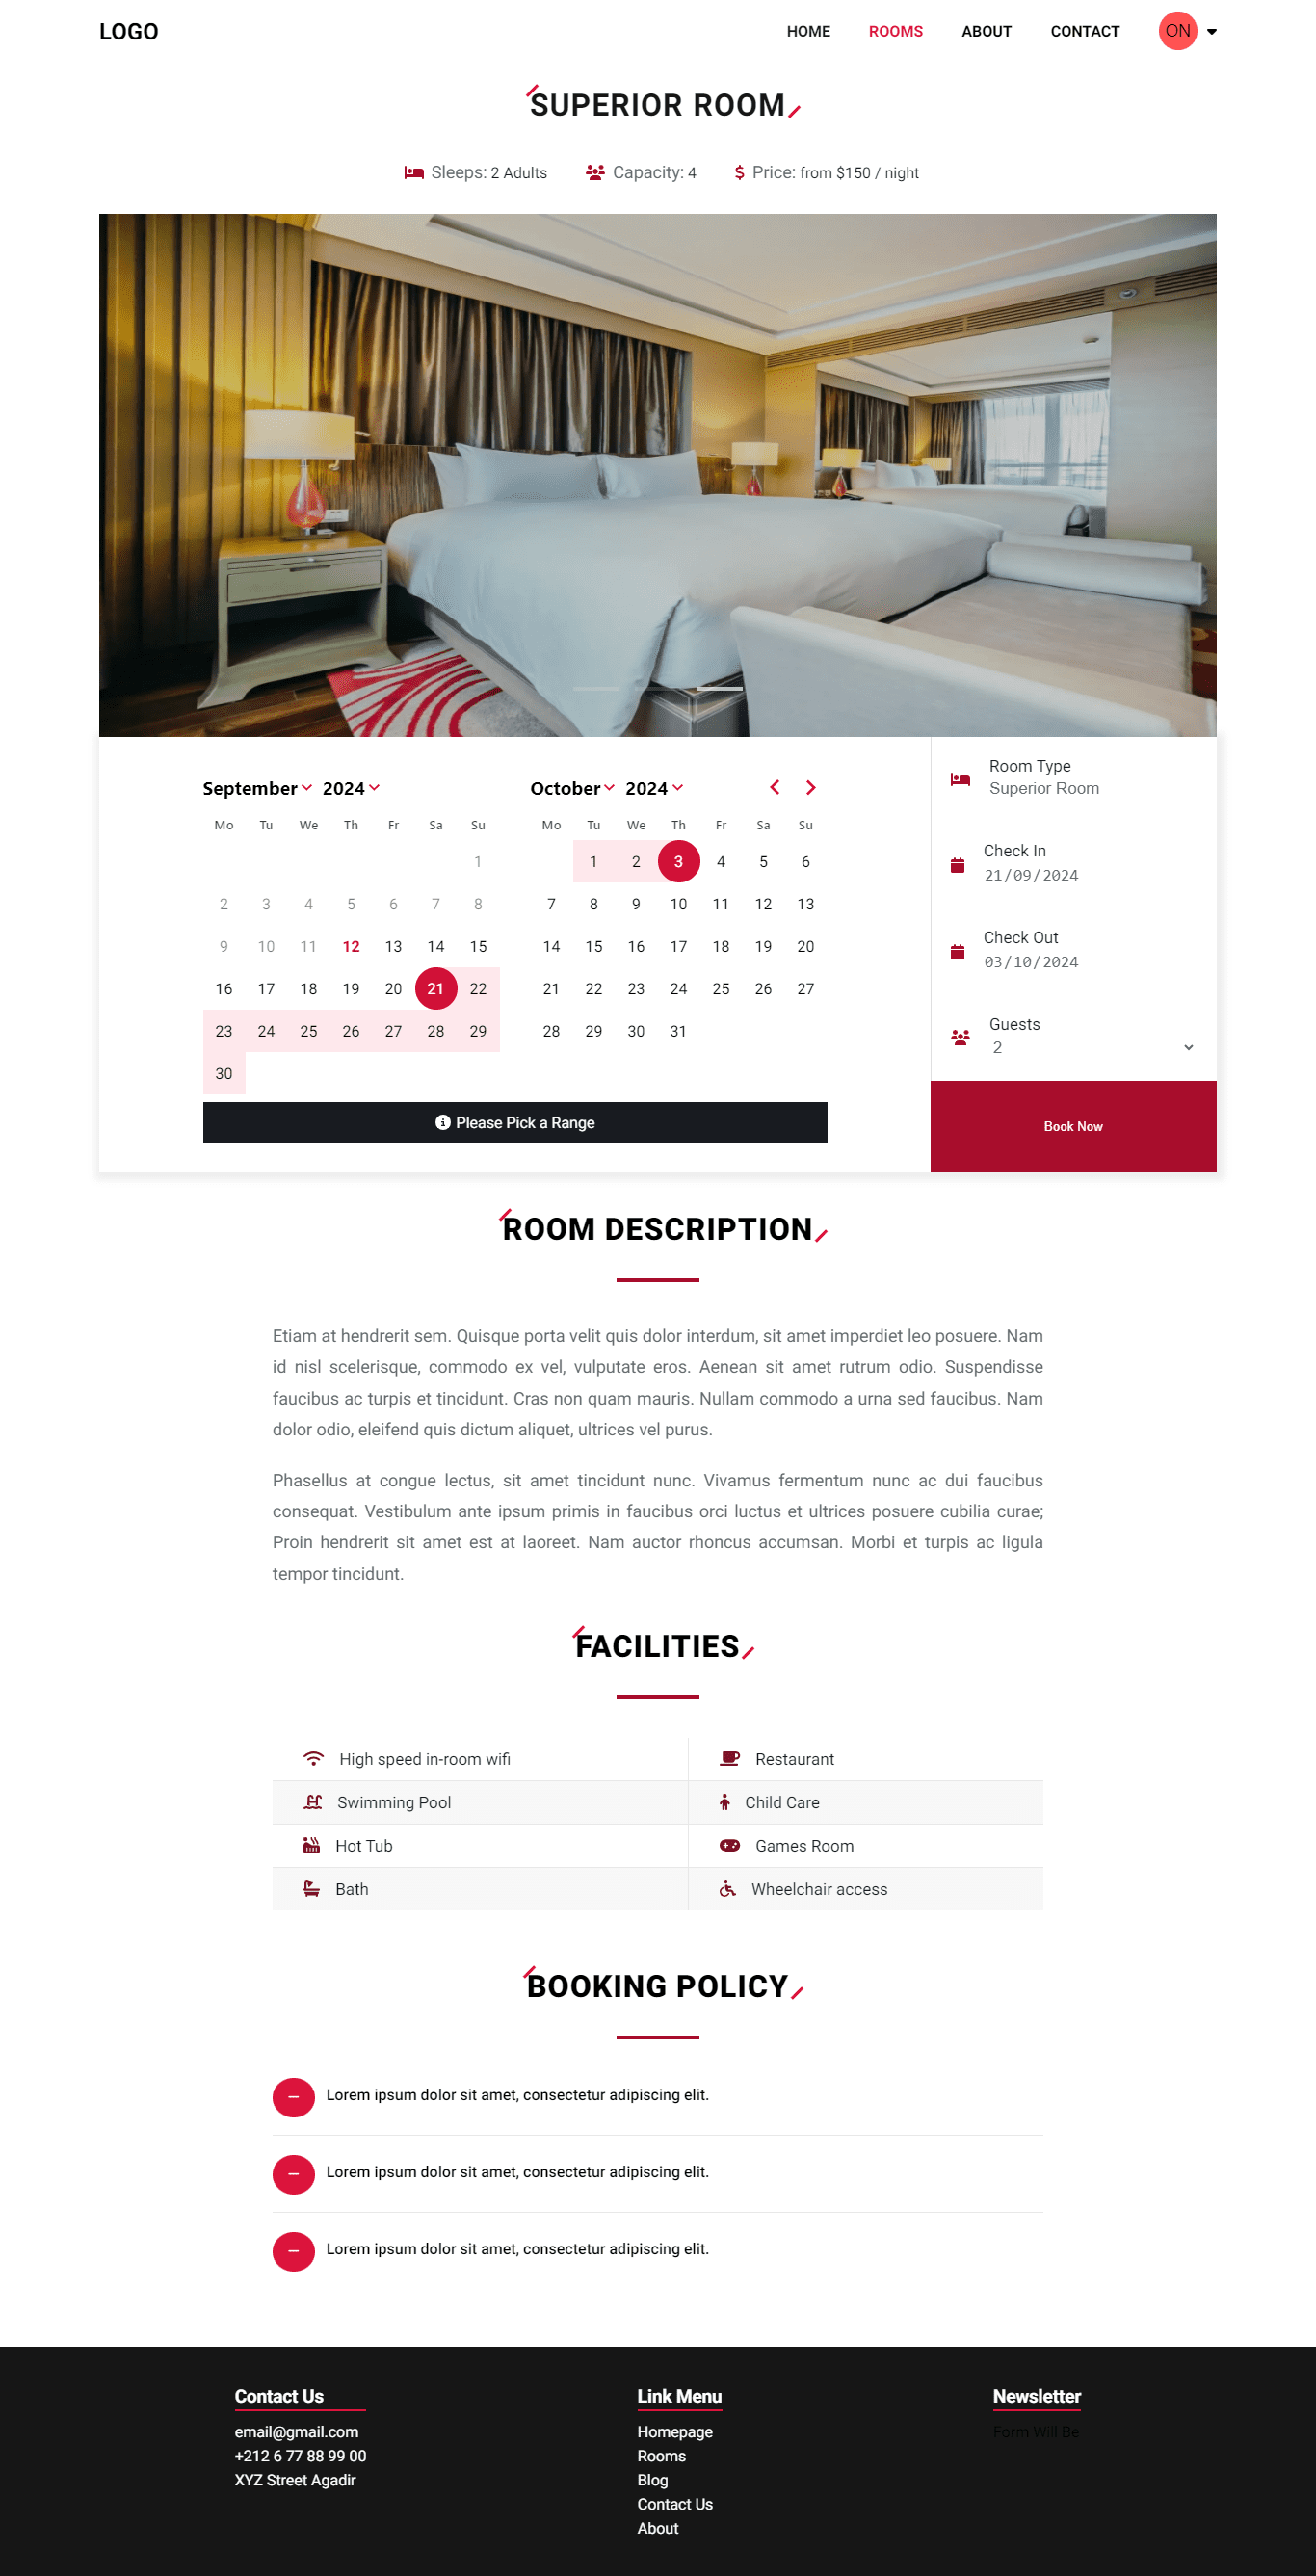 LOGO
HOME ROOMS ABOUT CONTACT ON
SUPERIOR ROOM
Sleeps: 2 Adults Capacity: 4 Price: from $150 / night
September 2024 October 2024
Mo Tu We Th Fr Sa Su Mo Tu We Th Fr Sa Su
1 1 2 3 4 5 6
2 3 4 5 6 7 8 7 8 9 10 11 12 13
9 10 11 12 13 14 15 14 15 16 17 18 19 20
16 17 18 19 20 21 22 21 22 23 24 25 26 27
23 24 25 26 27 28 29 28 29 30 31
30
Please Pick a Range
Room Type
Superior Room
Check In
21/09/2024
Check Out
03/10/2024
Guests
2
Book Now
ROOM DESCRIPTION
Etiam at hendrerit sem. Quisque porta velit quis dolor interdum, sit amet imperdiet leo posuere. Nam
id nisl scelerisque, commodo ex vel, vulputate eros. Aenean sit amet rutrum odio. Suspendisse
faucibus ac turpis et tincidunt. Cras non quam mauris. Nullam commodo a urna sed faucibus. Nam
dolor odio, eleifend quis dictum aliquet, ultrices vel purus.
Phasellus at congue lectus, sit amet tincidunt nunc. Vivamus fermentum nunc ac dui faucibus
consequat. Vestibulum ante ipsum primis in faucibus orci luctus et ultrices posuere cubilia curae;
Proin hendrerit sit amet est at laoreet. Nam auctor rhoncus accumsan. Morbi et turpis ac ligula
tempor tincidunt.
FACILITIES
High speed in-room wifi Restaurant
Swimming Pool Child Care
Hot Tub Games Room
Bath Wheelchair access
BOOKING POLICY
Lorem ipsum dolor sit amet, consectetur adipiscing elit.
Lorem ipsum dolor sit amet, consectetur adipiscing elit.
Lorem ipsum dolor sit amet, consectetur adipiscing elit.
Contact Us
email@gmail.com
+212 6 77 88 99 00
XYZ Street Agadir
Link Menu
Homepage
Rooms
Blog
Contact Us
About
Newsletter
Form Will Be